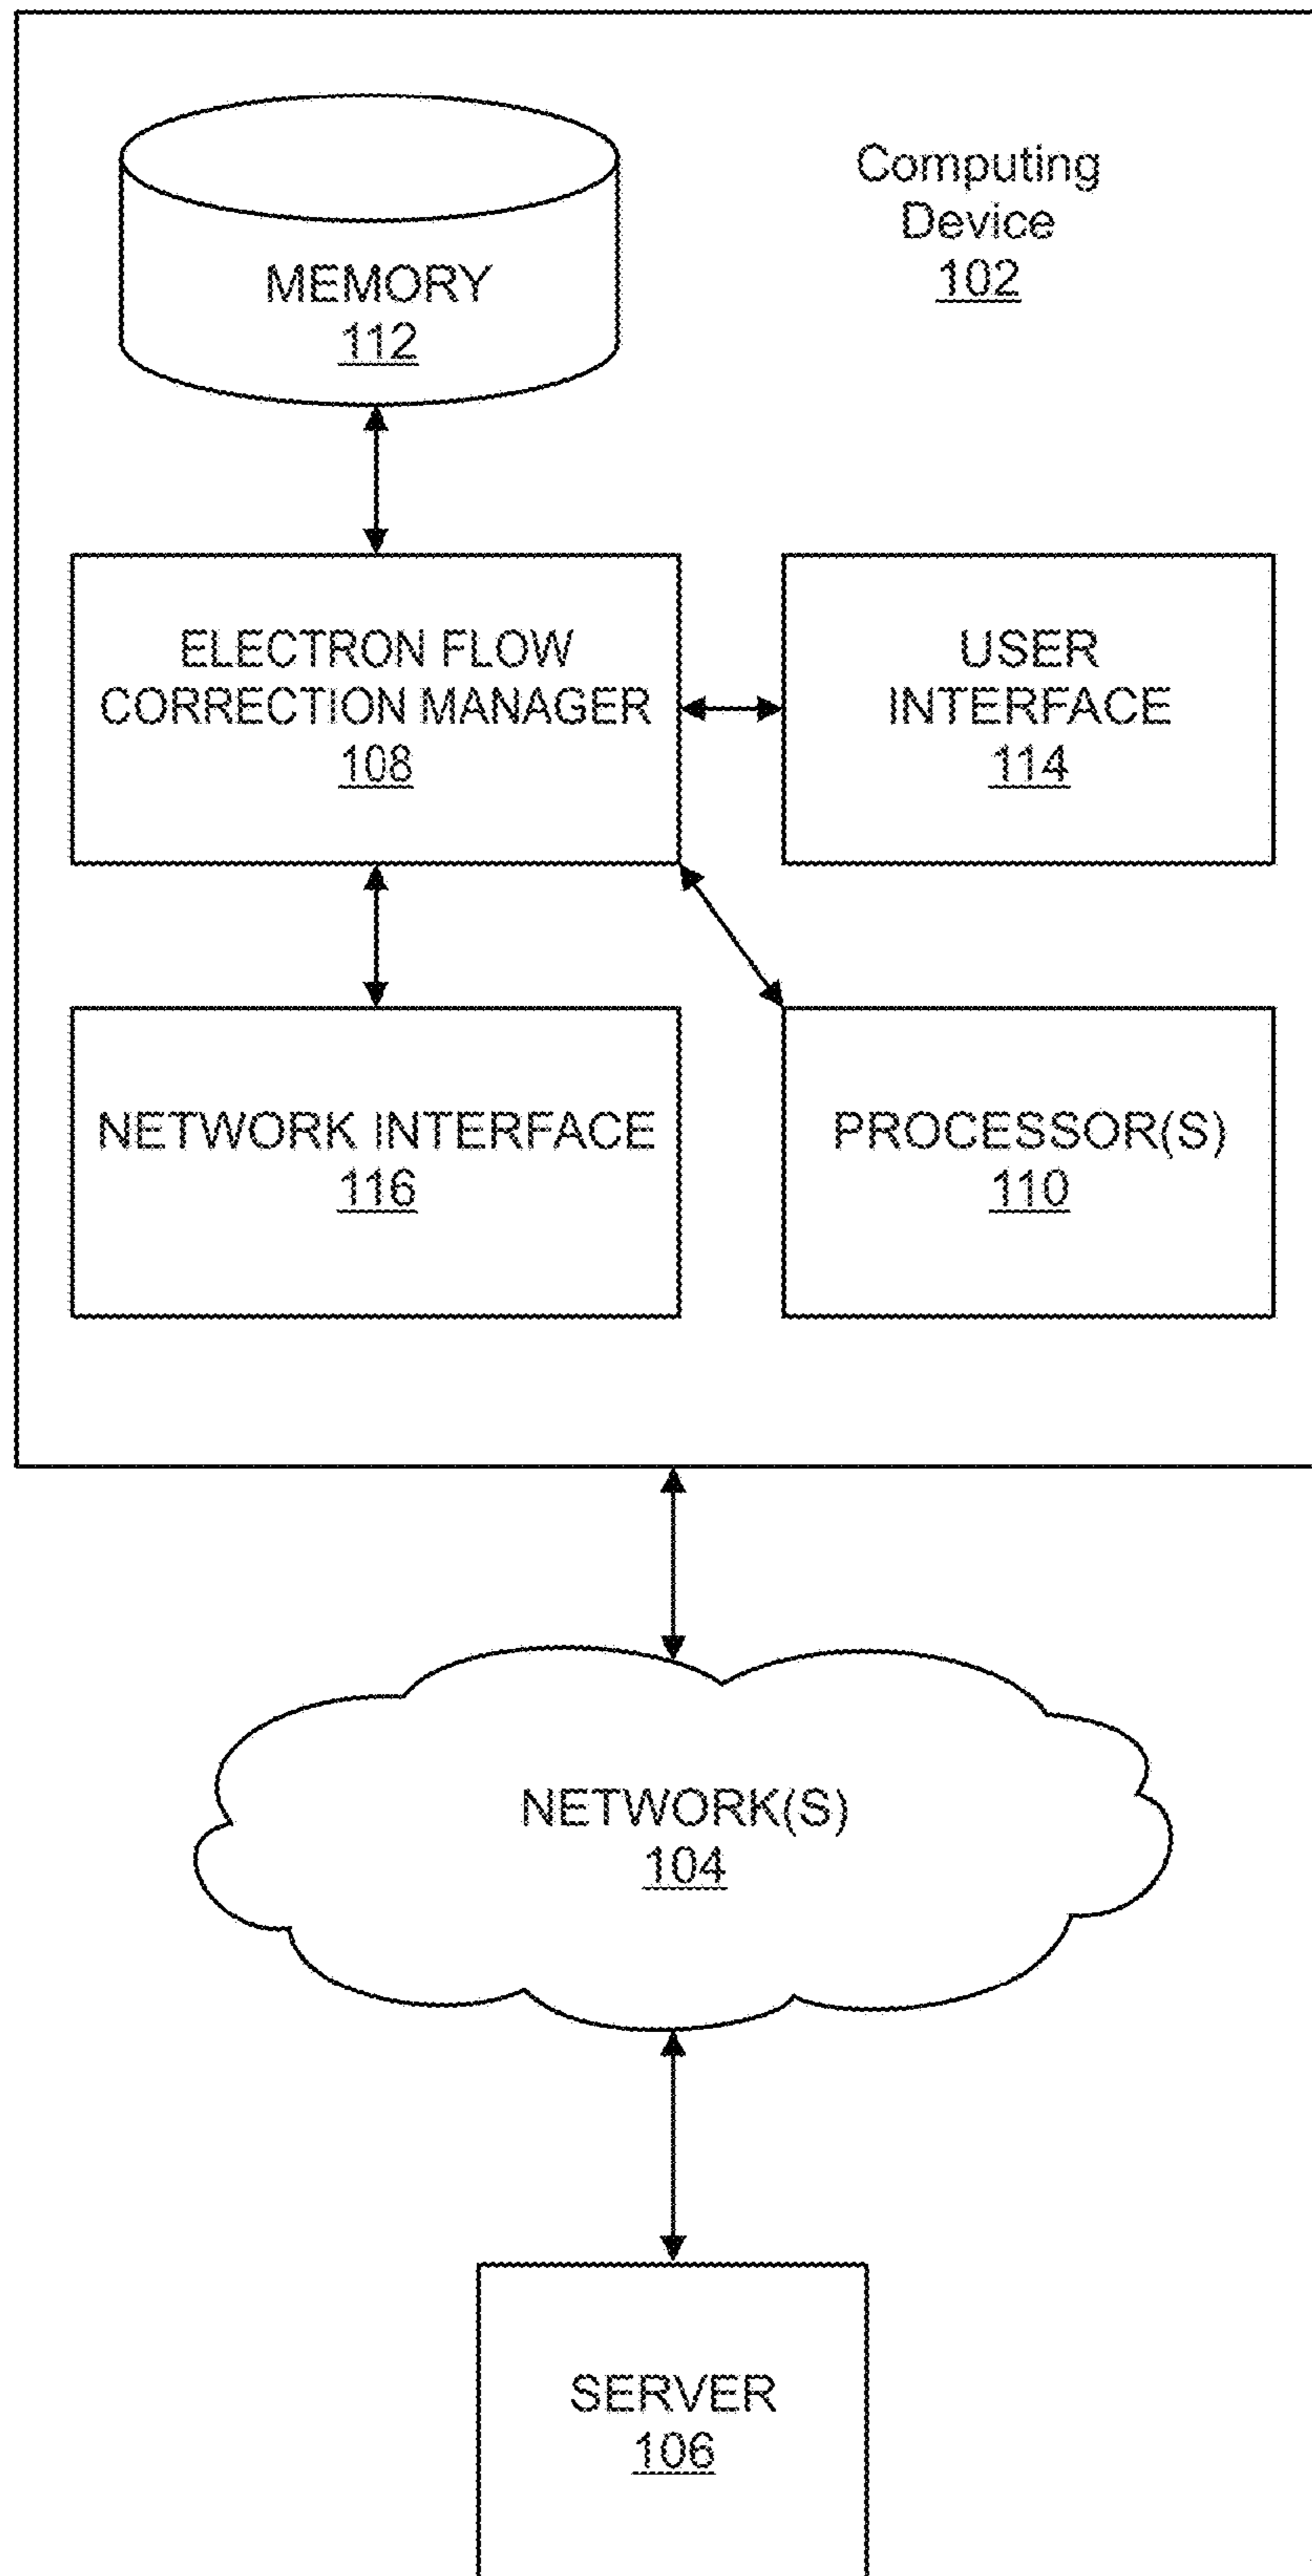 Computing
Device
102
MEMORY
112
ELECTRON FLOW
CORRECTION MANAGER
108
USER
INTERFACE
114
NETWORK INTERFACE
116
PROCESSOR(S)
110
NETWORK(S)
104
SERVER
106